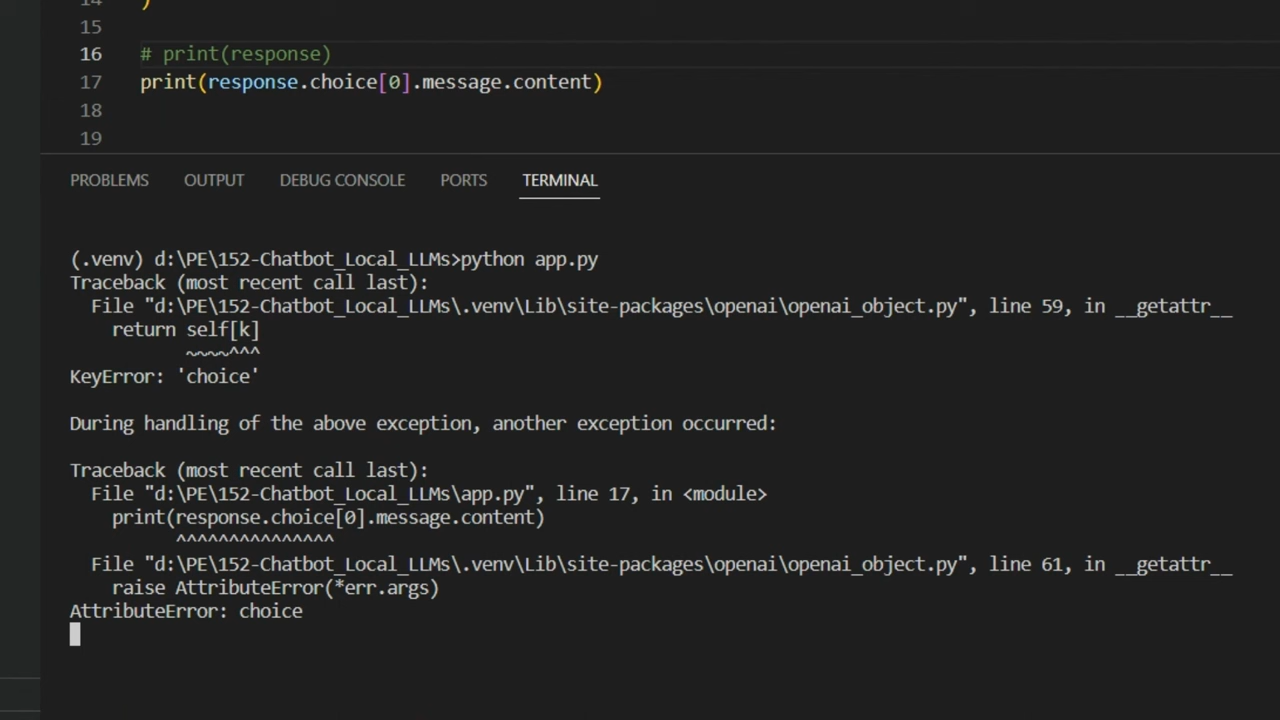 14 )
15
16 # print(response)
17 print(response.choice[0].message.content)
18
19
PROBLEMS OUTPUT DEBUG CONSOLE PORTS TERMINAL
(.venv) d:\PE\152-Chatbot_Local_LLMs>python app.py
Traceback (most recent call last):
  File "d:\PE\152-Chatbot_Local_LLMs\.venv\Lib\site-packages\openai\openai_object.py", line 59, in __getattr__
    return self[k]
           ~~~~^^^
KeyError: 'choice'
During handling of the above exception, another exception occurred:
Traceback (most recent call last):
  File "d:\PE\152-Chatbot_Local_LLMs\app.py", line 17, in <module>
    print(response.choice[0].message.content)
          ^^^^^^^^^^^^^^^
  File "d:\PE\152-Chatbot_Local_LLMs\.venv\Lib\site-packages\openai\openai_object.py", line 61, in __getattr__
    raise AttributeError(*err.args)
AttributeError: choice